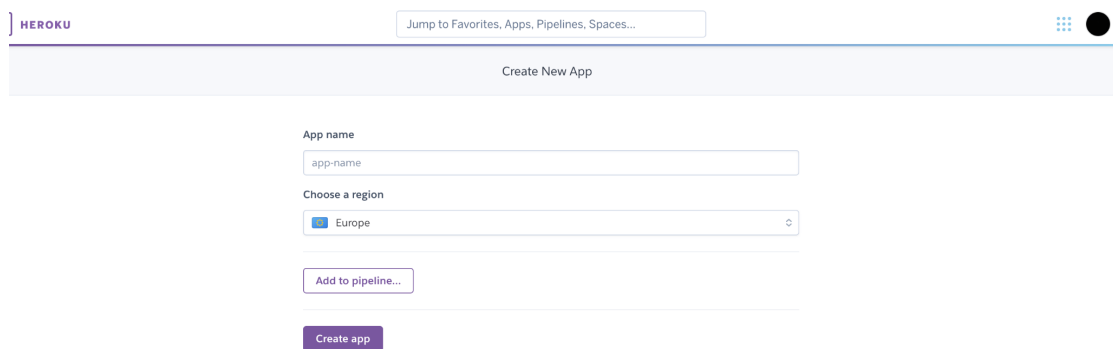 HEROKU
Jump to Favorites, Apps, Pipelines, Spaces...
Create New App
App name
app-name
Choose a region
Europe
Add to pipeline...
Create app